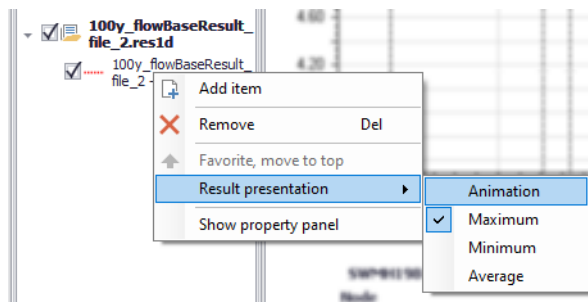 100y_flowBaseResult_
file_2.res1d
100y_flowBaseResult_
file_2 -
Add item
Remove Del
Favorite, move to top
Result presentation
Show property panel
Animation
Maximum
Minimum
Average
4.60
4.20
Node